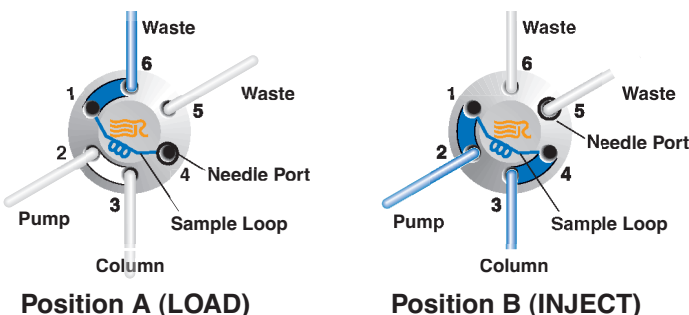 Waste
6
1
5
Waste
2
4
Needle Port
3
Pump
Sample Loop
Column
Position A (LOAD)
Waste
6
1
5
Waste
Needle Port
2
4
3
Pump
Sample Loop
Column
Position B (INJECT)